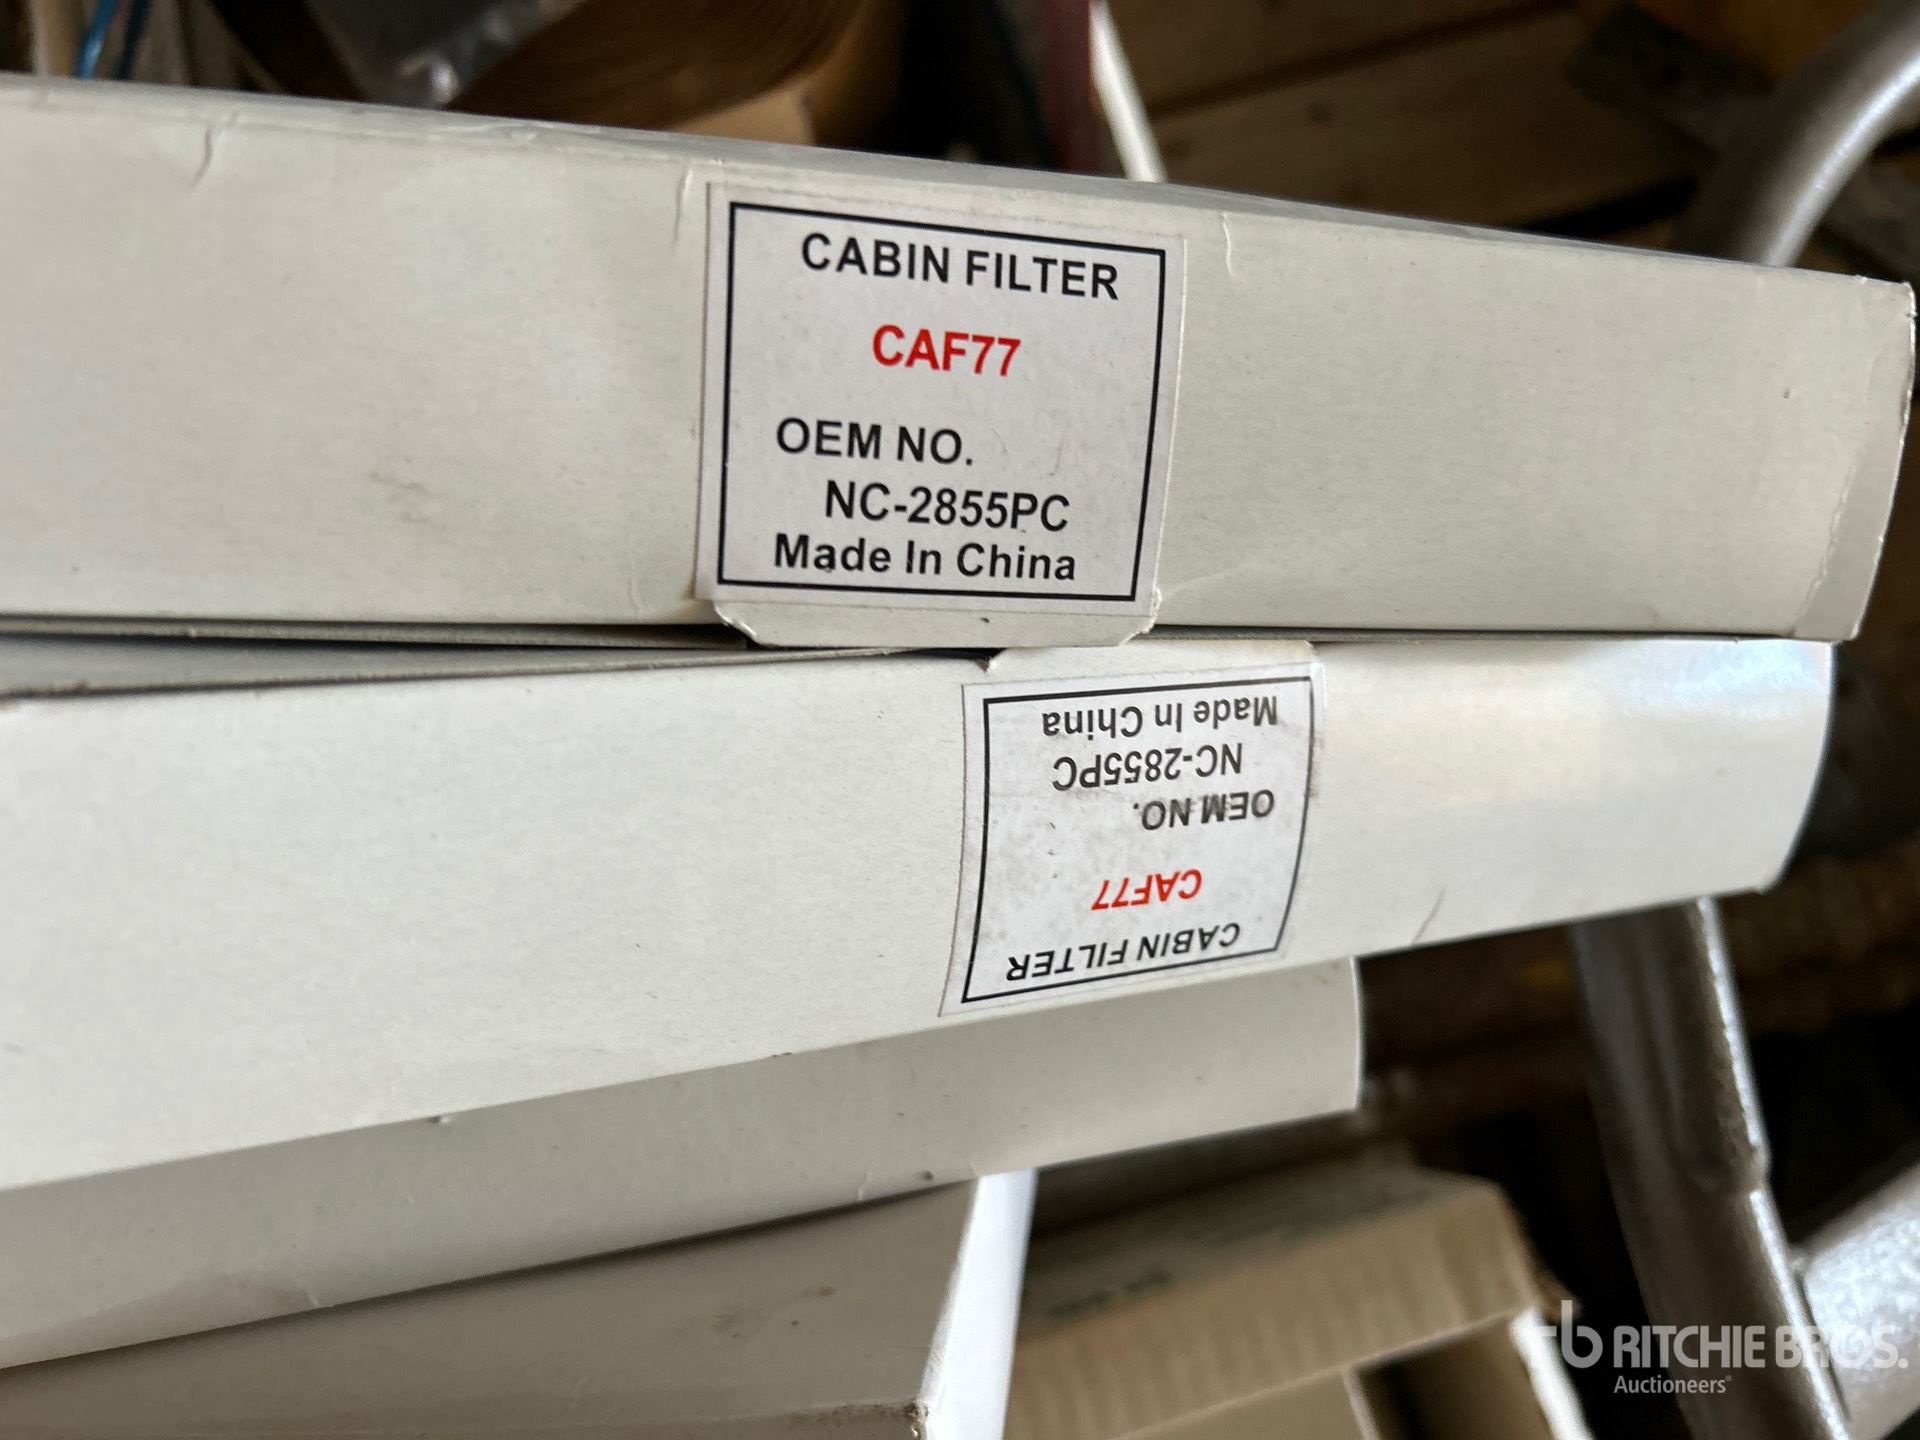 CABIN FILTER
CAF77
OEM NO.
NC-2855PC
Made In China
CABIN FILTER
CAF77
OEM NO.
NC-2855PC
Made In China
rb RITCHIE BROS.
Auctioneers®